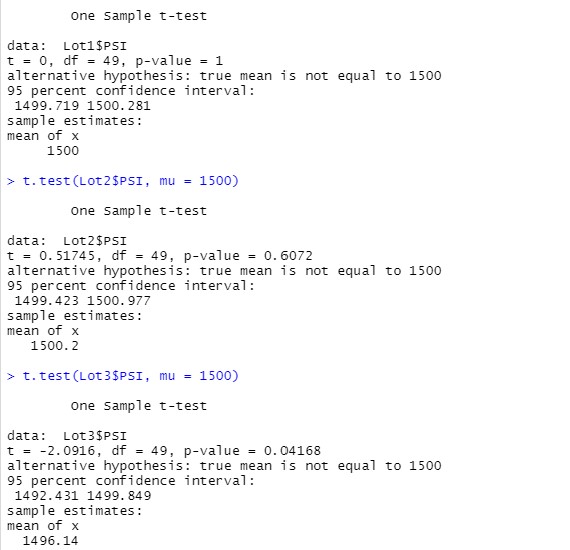 One Sample t-test
data:  Lot1$PSI
t = 0, df = 49, p-value = 1
alternative hypothesis: true mean is not equal to 1500
95 percent confidence interval:
1499.719 1500.281
sample estimates:
mean of x
1500
> t.test(Lot2$PSI, mu = 1500)
One Sample t-test
data:  Lot2$PSI
t = 0.51745, df = 49, p-value = 0.6072
alternative hypothesis: true mean is not equal to 1500
95 percent confidence interval:
1499.423 1500.977
sample estimates:
mean of x
1500.2
> t.test(Lot3$PSI, mu = 1500)
One Sample t-test
data:  Lot3$PSI
t = -2.0916, df = 49, p-value = 0.04168
alternative hypothesis: true mean is not equal to 1500
95 percent confidence interval:
1492.431 1499.849
sample estimates:
mean of x
1496.14